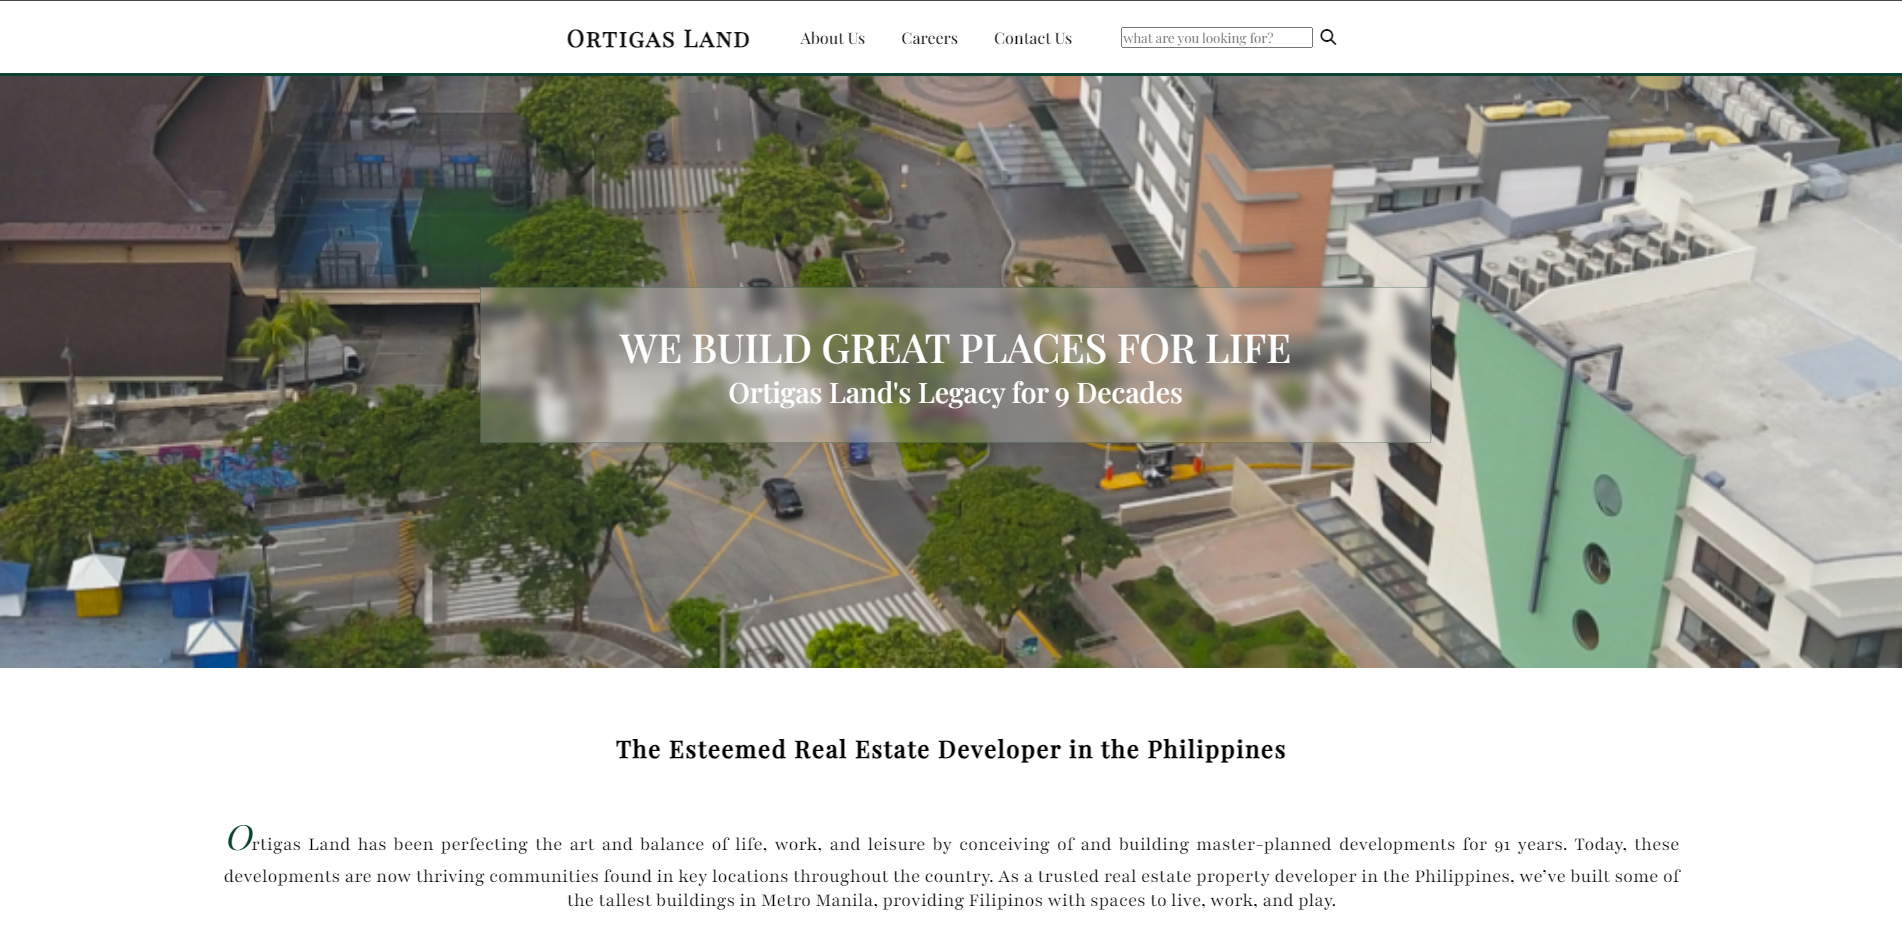 ORTIGAS LAND
About Us
Careers
Contact Us
what are you looking for?
WE BUILD GREAT PLACES FOR LIFE
Ortigas Land's Legacy for 9 Decades
The Esteemed Real Estate Developer in the Philippines
Ortigas Land has been perfecting the art and balance of life, work, and leisure by conceiving of and building master-planned developments for 91 years. Today, these
developments are now thriving communities found in key locations throughout the country. As a trusted real estate property developer in the Philippines, we’ve built some of
the tallest buildings in Metro Manila, providing Filipinos with spaces to live, work, and play.